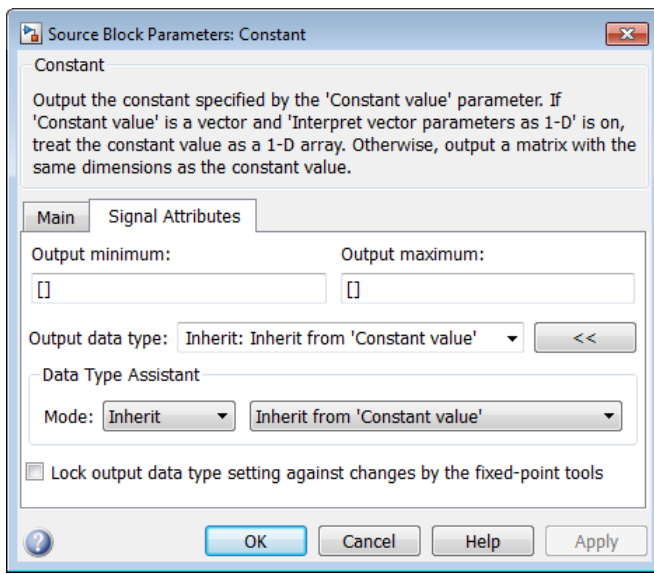 Source Block Parameters: Constant
Constant
Output the constant specified by the 'Constant value' parameter. If
'Constant value' is a vector and 'Interpret vector parameters as 1-D' is on,
treat the constant value as a 1-D array. Otherwise, output a matrix with the
same dimensions as the constant value.
Main Signal Attributes
Output minimum: Output maximum:
[] []
Output data type: Inherit: Inherit from 'Constant value' <<
Data Type Assistant
Mode: Inherit Inherit from 'Constant value'
Lock output data type setting against changes by the fixed-point tools
? OK Cancel Help Apply